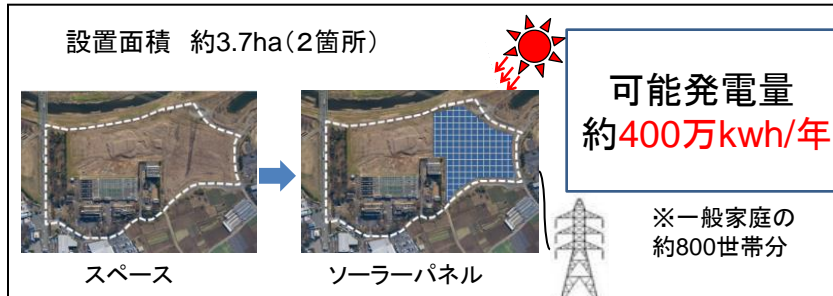 設置面積 約3.7ha(2箇所)
可能発電量
約400万kwh/年
※一般家庭の
約800世帯分
スペース
ソーラーパネル